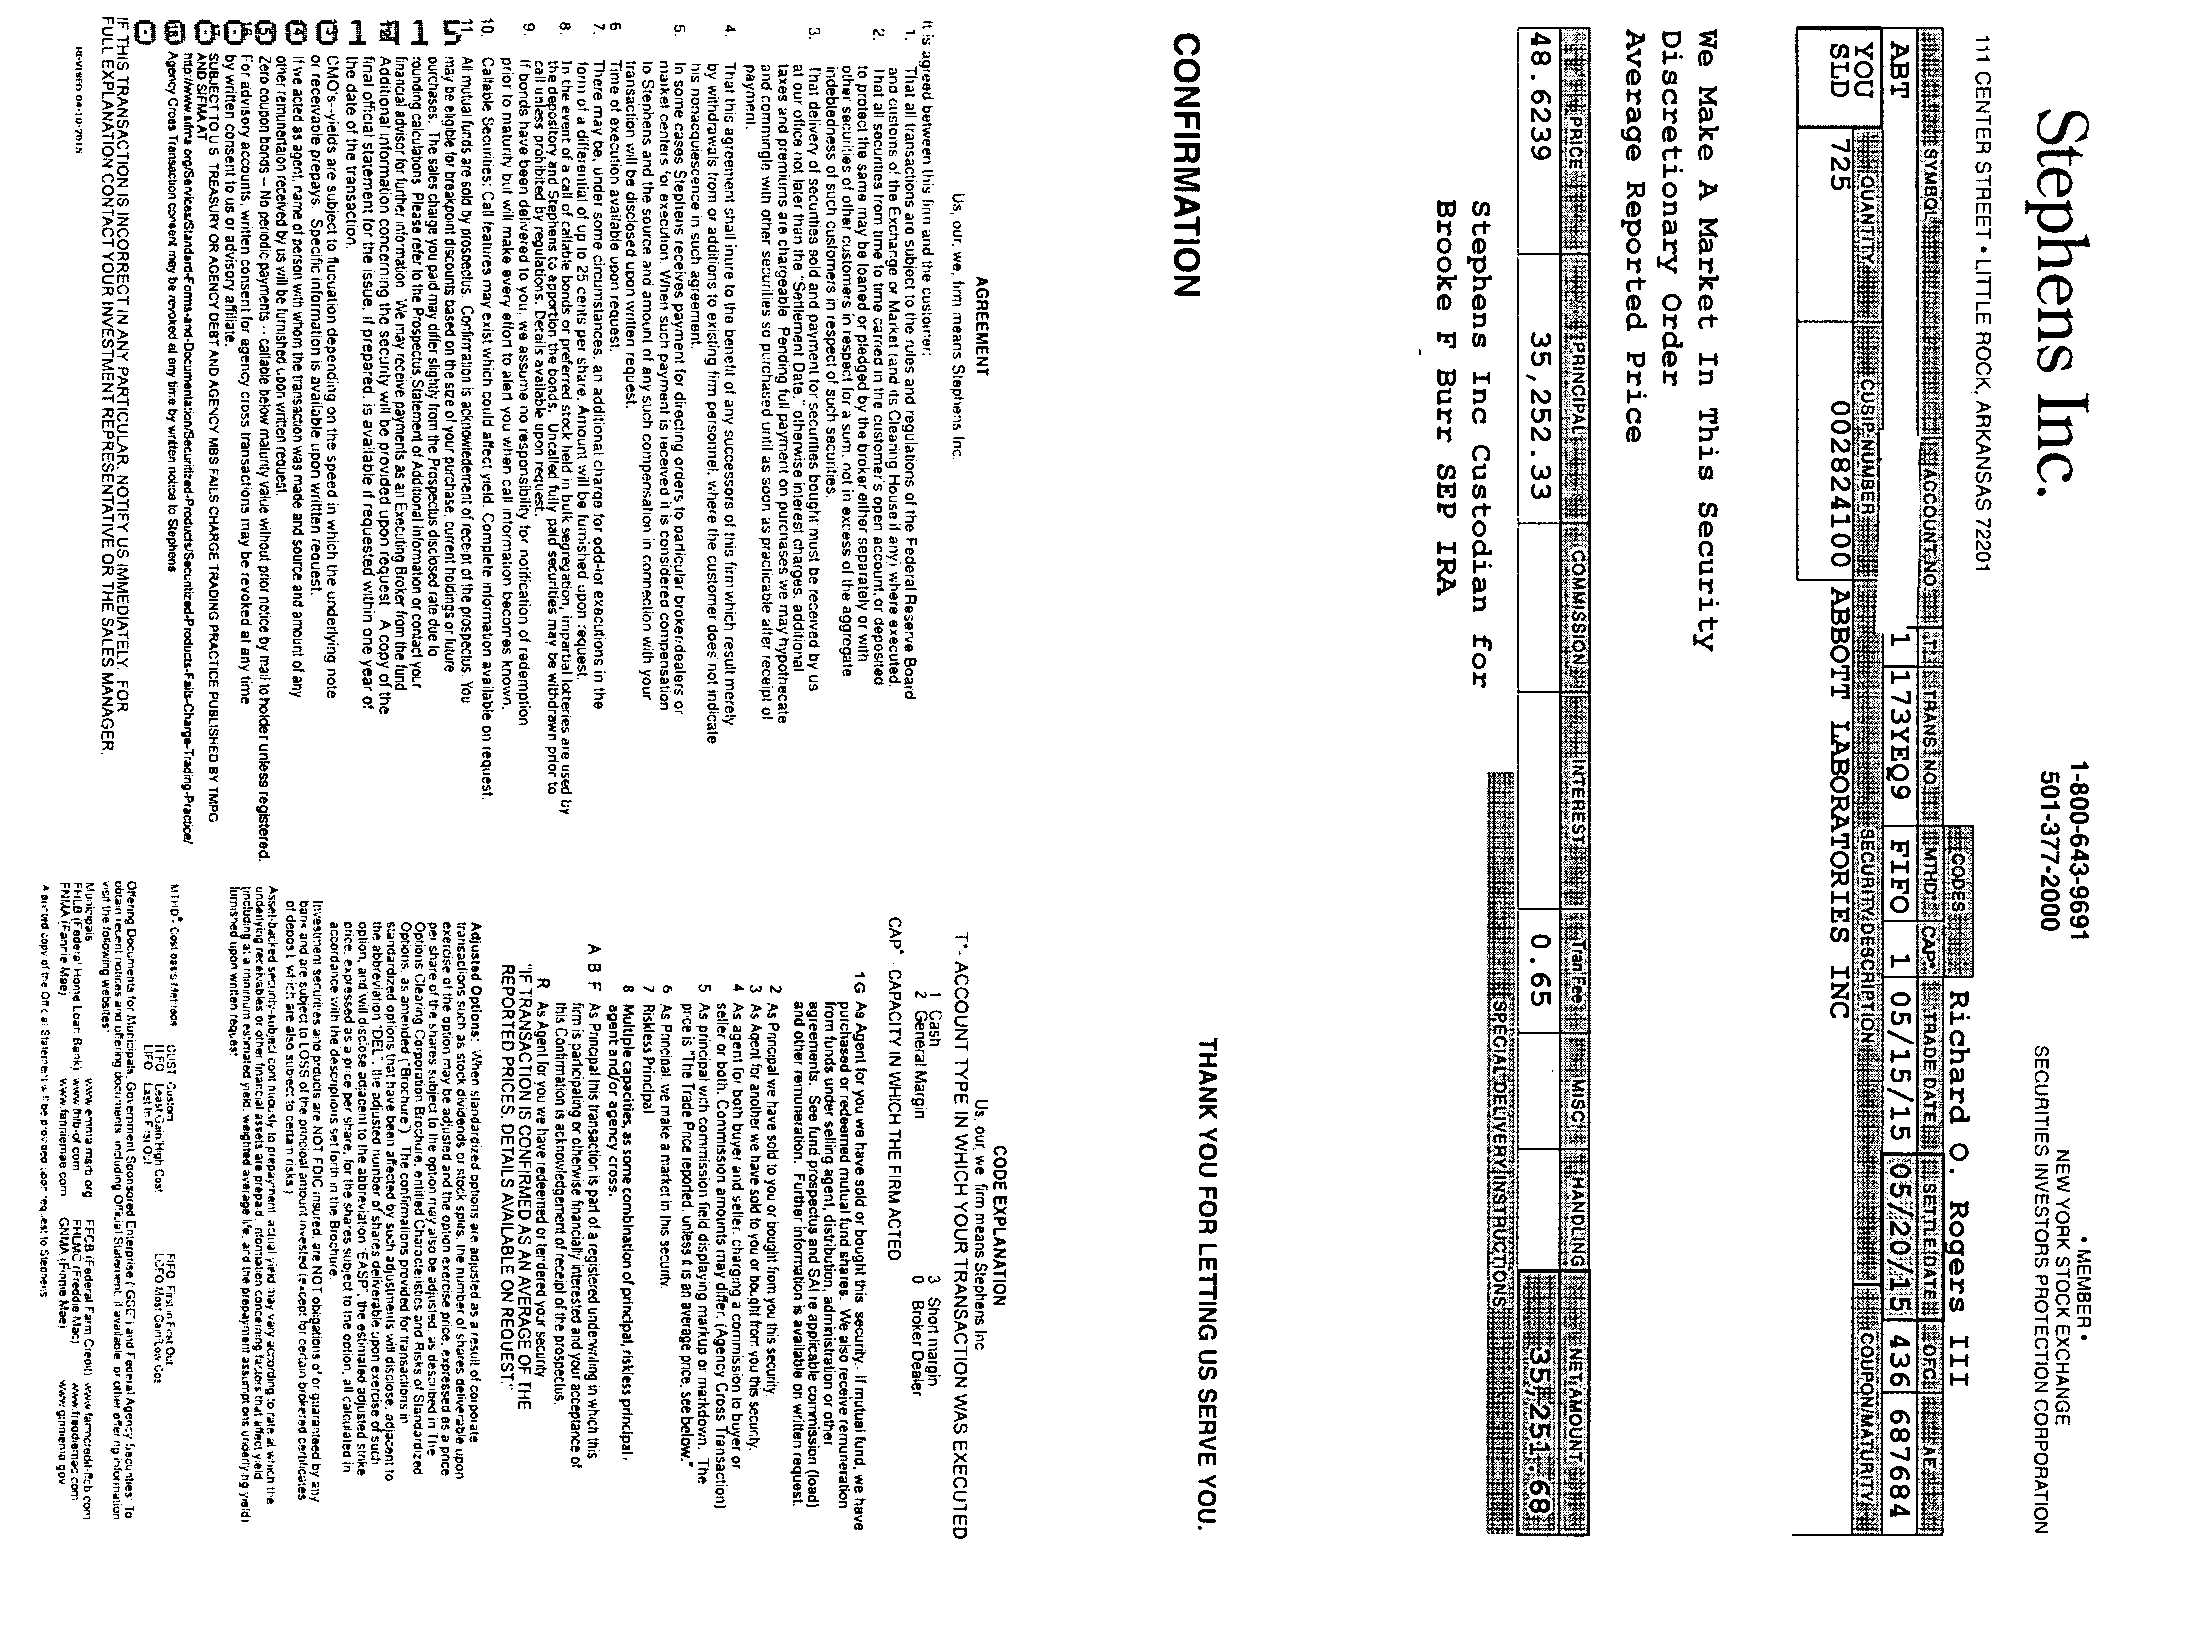 Stephens Inc.
111 CENTER STREET • LITTLE ROCK, ARKANSAS 72201
1-800-643-9691
501-377-2000
• MEMBER •
NEW YORK STOCK EXCHANGE
SECURITIES INVESTORS PROTECTION CORPORATION
Richard O. Rogers III
CODES
SYMBOL ACCOUNT NO. T* TRANS NO MTHD* CAP* TRADE DATE SETTLE DATE OFC AE
ABT 1 173YEQ9 FIFO 1 05/15/15 05/20/15 436 687684
QUANTITY CUSIP NUMBER SECURITY DESCRIPTION COUPON/MATURITY
YOU
SLD
725 002824100 ABBOTT LABORATORIES INC
We Make A Market In This Security
Discretionary Order
Average Reported Price
PRICE PRINCIPAL COMMISSION INTEREST Tran Fee MISC HANDLING NET AMOUNT
48.6239 35,252.33 0.65 35,251.68
SPECIAL DELIVERY INSTRUCTIONS
Stephens Inc Custodian for
Brooke F Burr SEP IRA
CONFIRMATION
THANK YOU FOR LETTING US SERVE YOU.
AGREEMENT
Us, our, we, firm means Stephens Inc.
It is agreed between this firm and the customer:
1. That all transactions are subject to the rules and regulations of the Federal Reserve Board
and customs of the Exchange or Market (and its Clearing House if any) where executed.
2. That all securities from time to time carried in the customer's open account, or deposited
to protect the same may be loaned or pledged by the broker either separately or with
other securities of other customers in respect for a sum, not in excess of the aggregate
indebtedness of such customers in respect of such securities.
3. That delivery of securities sold and payment for securities bought must be received by us
at our office not later than the "Settlement Date," otherwise interest charges, additional
taxes and premiums are chargeable. Pending full payment on purchases we may hypothecate
and commingle with other securities so purchased until as soon as practicable after receipt of
payment.
4. That this agreement shall inure to the benefit of any successors of this firm which result merely
by withdrawals from or additions to existing firm personnel, where the customer does not indicate
his nonacquiescence in such agreement.
5. In some cases Stephens receives payment for directing orders to particular broker/dealers or
market centers for execution. When such payment is received it is considered compensation
to Stephens and the source and amount of any such compensation in connection with your
transaction will be disclosed upon written request.
6 Time of execution available upon request.
7. There may be, under some circumstances, an additional charge for odd-lot executions in the
form of a differential of up to 25 cents per share. Amount will be furnished upon request.
8. In the event of a call of callable bonds or preferred stock held in bulk segregation, impartial lotteries are used by
the depository and Stephens to apportion the bonds. Uncalled fully paid securities may be withdrawn prior to
call unless prohibited by regulations. Details available upon request.
9. If bonds have been delivered to you, we assume no responsibility for notification of redemption
prior to maturity but will make every effort to alert you when call information becomes known.
10. Callable Securities: Call features may exist which could affect yield. Complete information available on request.
11. All mutual funds are sold by prospectus. Confirmation is acknowledement of receipt of the prospectus. You
may be eligible for breakpoint discounts based on the size of your purchase, current holdings or future
purchases. The sales charge you paid may differ slightly from the Prospectus disclosed rate due to
rounding calculations. Please refer to the Prospectus Statement of Additional Information or contact your
financial advisor for further information. We may receive payments as an Executing Broker from the fund
Additional information concerning the security will be provided upon request. A copy of the
final official statement for the issue, if prepared, is available if requested within one year of
the date of the transaction.
CMO's--yields are subject to flucuation depending on the speed in which the underlying note
or receivable prepays. Specific information is available upon written request.
If we acted as agent, name of person with whom the transaction was made and source and amount of any
other remuneration received by us will be furnished upon written request.
Zero coupon bonds -- No periodic payments -- callable below maturity value without prior notice by mail to holder unless registered.
For advisory accounts, written consent for agency cross transactions may be revoked at any time
by written consent to us or advisory affiliate.
SUBJECT TO U S TREASURY OR AGENCY DEBT AND AGENCY MBS FAILS CHARGE TRADING PRACTICE PUBLISHED BY TMPG
AND SIFMA AT
http://www.sifma.org/Services/Standard-Forms-and-Documentation/Securitized-Products/Securitized-Products-Fails-Charge-Trading-Practice/
Agency Cross Transaction consent may be revoked at any time by written notice to Stephens
IF THIS TRANSACTION IS INCORRECT IN ANY PARTICULAR, NOTIFY US IMMEDIATELY. FOR
FULL EXPLANATION CONTACT YOUR INVESTMENT REPRESENTATIVE OR THE SALES MANAGER.
CODE EXPLANATION
Us, our, we firm means Stephens Inc
T* - ACCOUNT TYPE IN WHICH YOUR TRANSACTION WAS EXECUTED
1 Cash 3 Short margin
2 General Margin 0 Broker Dealer
CAP* - CAPACITY IN WHICH THE FIRM ACTED
1G As Agent for you we have sold or bought this security. If mutual fund, we have
purchased or redeemed mutual fund shares. We also receive remuneration
from funds under selling agent, distribution, administration or other
agreements. See fund prospectus and SAI re applicable commission (load)
and other remuneration. Further information is available on written request.
2 As Principal we have sold to you or bought from you this security.
3 As Agent for another we have sold to you or bought from you this security.
4 As agent for both buyer and seller, charging a commission to buyer or
seller or both. Commission amounts may differ. (Agency Cross Transaction)
5 As principal with commission field displaying markup or markdown. The
price is "The Trade Price reported, unless it is an average price, see below."
6 As Principal, we make a market in this security.
7 Riskless Principal
8 Multiple capacities, as some combination of principal, riskless principal,
agent and/or agency cross.
A B F As Principal this transaction is part of a registered underwriting in which this
firm is participating or otherwise financially interested and your acceptance of
this Confirmation is acknowledgement of receipt of the prospectus.
R As Agent for you we have redeemed or tendered your security
"IF TRANSACTION IS CONFIRMED AS AN AVERAGE OF THE
REPORTED PRICES, DETAILS AVAILABLE ON REQUEST."
Adjusted Options: When standardized options are adjusted as a result of corporate
transactions such as stock dividends or stock splits, the number of shares deliverable upon
exercise of the option may be adjusted and the option exercise price, expressed as a price
per share of the shares subject to the option may also be adjusted, as described in The
Options Clearing Corporation Brochure, entitled Characteristics and Risks of Standardized
Options, as amended ("Brochure"). The confirmations provided for transactions in
standardized options that have been affected by such adjustments will disclose, adjacent to
the abbreviation "DEL", the adjusted number of shares deliverable upon exercise of such
option, and will disclose adjacent to the abbreviation "EASP", the estimated adjusted strike
price, expressed as a price per share, for the shares subject to the option, all calculated in
accordance with the descriptions set forth in the Brochure.
Investment securities and products are NOT FDIC insured, are NOT obligations of or guaranteed by any
bank and are subject to LOSS of the principal amount invested (except for certain brokered certificates
of deposit, which are also subject to certain risks.)
Asset-backed security-subject continuously to prepayment actual yield may vary according to rate at which the
underlying receivables or other financial assets are prepaid. Information concerning factors that affect yield
(including at a minimum estimated yield, weighted average life, and the prepayment assumptions underlying yield)
furnished upon written request
MTHD* - Cost basis Methods CUST Custom FIFO First in First Out
LGHC Least Gain High Cost LIFO Last In First Out
Offering Documents for Municipals, Government Sponsored Enterprise (GSE), and Federal Agency Securities: To
obtain recent notices and offering documents, including Official Statement, if available, or other offering information
visit the following websites:
Municipals www.emma.msrb.org FFCB (Federal Farm Credit) www.farmcredit-ffcb.com
FHLB (Federal Home Loan Bank) www.fhlb-of.com FHLMC (Freddie Mac) www.freddiemac.com
FNMA (Fannie Mae) www.fanniemae.com GNMA (Ginnie Mae) www.ginniemae.gov
A printed copy of the Official Statement will be provided upon request to Stephens